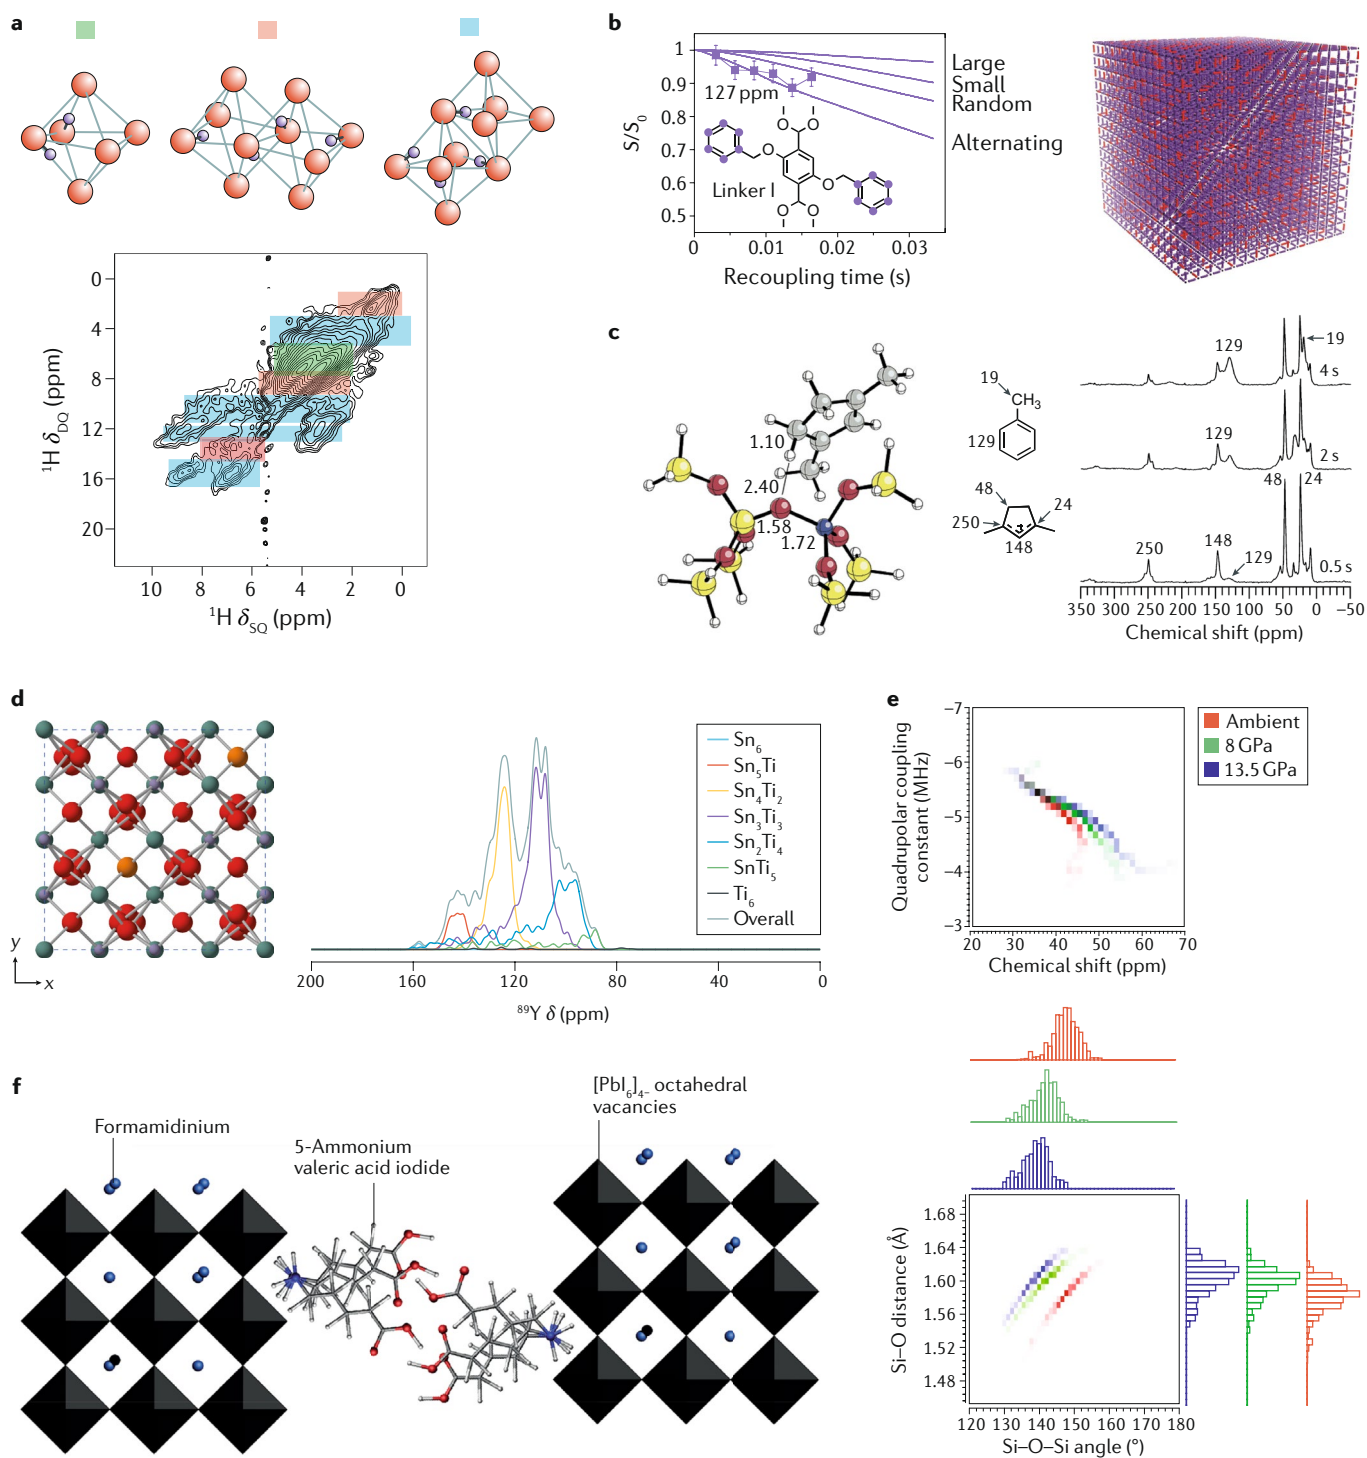 a
0
4
8
12
16
20
¹H δDQ (ppm)
10
8
6
4
2
0
¹H δSQ (ppm)
b
1
0.9
0.8
0.7
0.6
0.5
S/S₀
127 ppm
Linker I
O
O
O
O
O
O
Large
Small
Random
Alternating
0
0.01
0.02
0.03
Recoupling time (s)
c
1.10
2.40
1.58
1.72
19
CH₃
129
48
24
250
148
129
19
4 s
129
2 s
48
24
250
148
129
0.5 s
350 300 250 200 150 100 50 0 –50
Chemical shift (ppm)
d
y
x
Sn₆
Sn₅Ti
Sn₄Ti₂
Sn₃Ti₃
Sn₂Ti₄
SnTi₅
Ti₆
Overall
200
160
120
80
40
0
⁸⁹Y δ (ppm)
e
–7
–6
–5
–4
–3
Quadrupolar coupling
constant (MHz)
20 30 40 50 60 70
Chemical shift (ppm)
Ambient
8 GPa
13.5 GPa
1.68
1.64
1.60
1.56
1.52
1.48
Si–O distance (Å)
120 130 140 150 160 170 180
Si–O–Si angle (°)
f
Formamidinium
5-Ammonium
valeric acid iodide
[PbI₆]₄₋ octahedral
vacancies